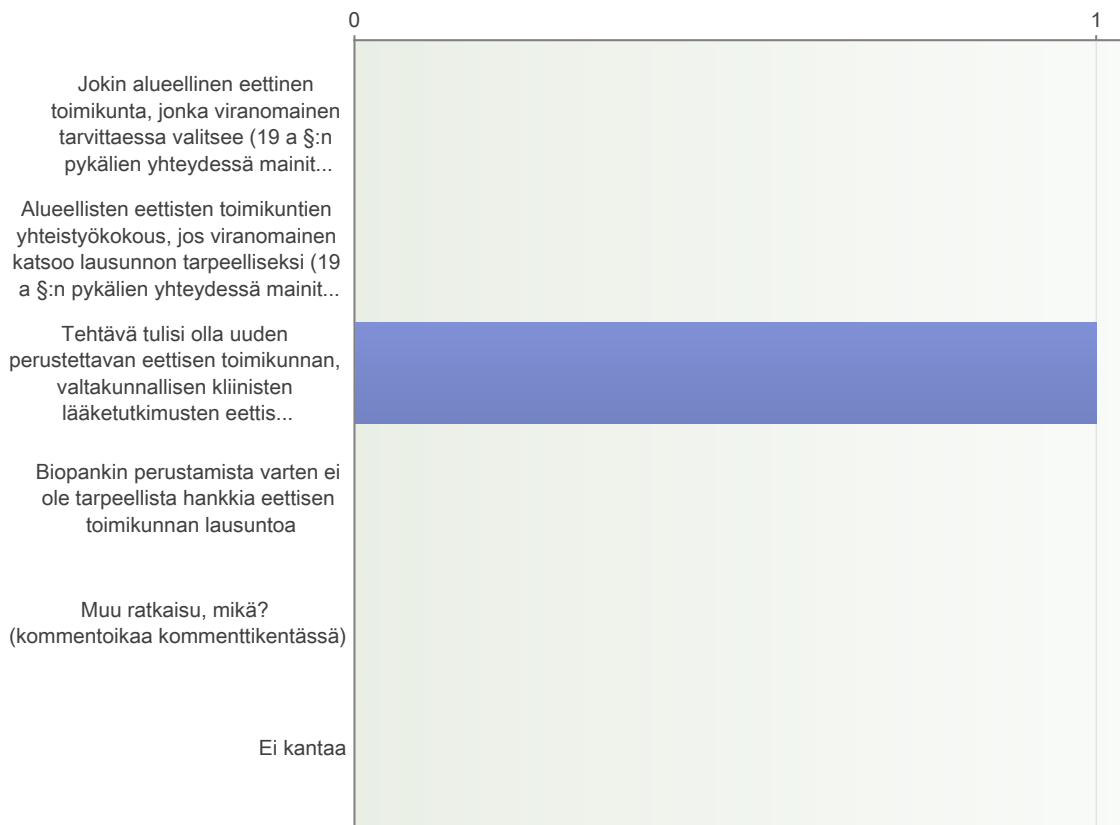 0 1
Jokin alueellinen eettinen
toimikunta, jonka viranomainen
tarvittaessa valitsee (19 a §:n
pykälien yhteydessä mainit...
Alueellisten eettisten toimikuntien
yhteistyökokous, jos viranomainen
katsoo lausunnon tarpeelliseksi (19
a §:n pykälien yhteydessä mainit...
Tehtävä tulisi olla uuden
perustettavan eettisen toimikunnan,
valtakunnallisen kliinisten
lääketutkimusten eettis...
Biopankin perustamista varten ei
ole tarpeellista hankkia eettisen
toimikunnan lausuntoa
Muu ratkaisu, mikä?
(kommentoikaa kommenttikentässä)
Ei kantaa